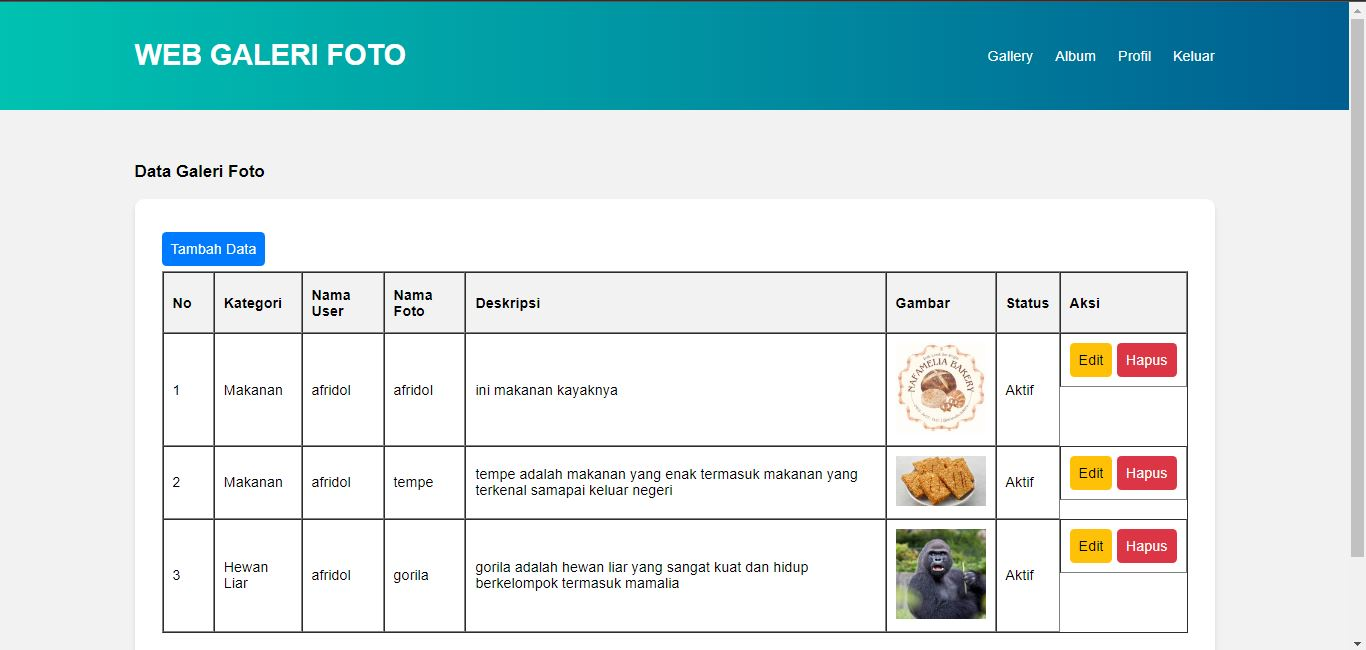 WEB GALERI FOTO
Gallery Album Profil Keluar
Data Galeri Foto
Tambah Data
No Kategori Nama User Nama Foto Deskripsi Gambar Status Aksi
1 Makanan afridol afridol ini makanan kayaknya Aktif Edit Hapus
NAFAMELIA BAKERY
2 Makanan afridol tempe tempe adalah makanan yang enak termasuk makanan yang
terkenal samapai keluar negeri Aktif Edit Hapus
3 Hewan Liar afridol gorila gorila adalah hewan liar yang sangat kuat dan hidup
berkelompok termasuk mamalia Aktif Edit Hapus